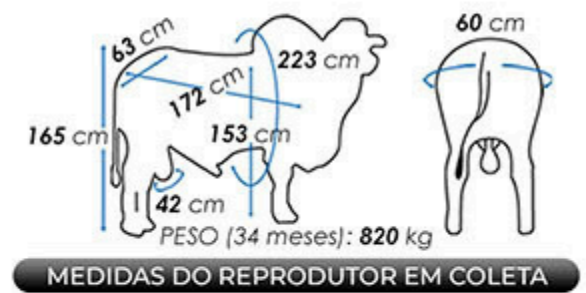 63 cm
223 cm
60 cm
172 cm
165 cm
153 cm
42 cm
PESO (34 meses): 820 kg
MEDIDAS DO REPRODUTOR EM COLETA